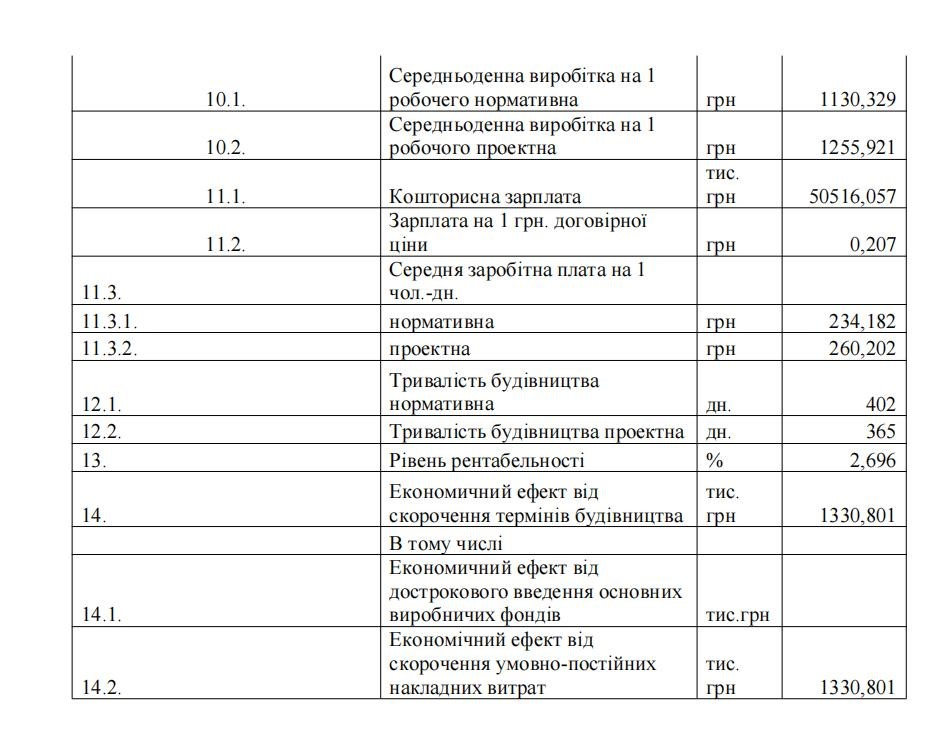 Середньоденна виробітка на 1
10.1. робочего нормативна грн 1130,329
Середньоденна виробітка на 1
10.2. робочого проектна грн 1255,921
тис.
11.1. Кошторисна зарплата грн 50516,057
Зарплата на 1 грн. договірної
11.2. ціни грн 0,207
Середня заробітна плата на 1
11.3. чол.-дн.
11.3.1. нормативна грн 234,182
11.3.2. проектна грн 260,202
Тривалість будівництва
12.1. нормативна дн. 402
12.2. Тривалість будівництва проектна дн. 365
13. Рівень рентабельності % 2,696
Економичний ефект від тис.
14. скорочення термінів будівництва грн 1330,801
В тому числі
Економичний ефект від
дострокового введення основних
14.1. виробничих фондів тис.грн
Економічний ефект від
скорочення умовно-постійних тис.
14.2. накладних витрат грн 1330,801